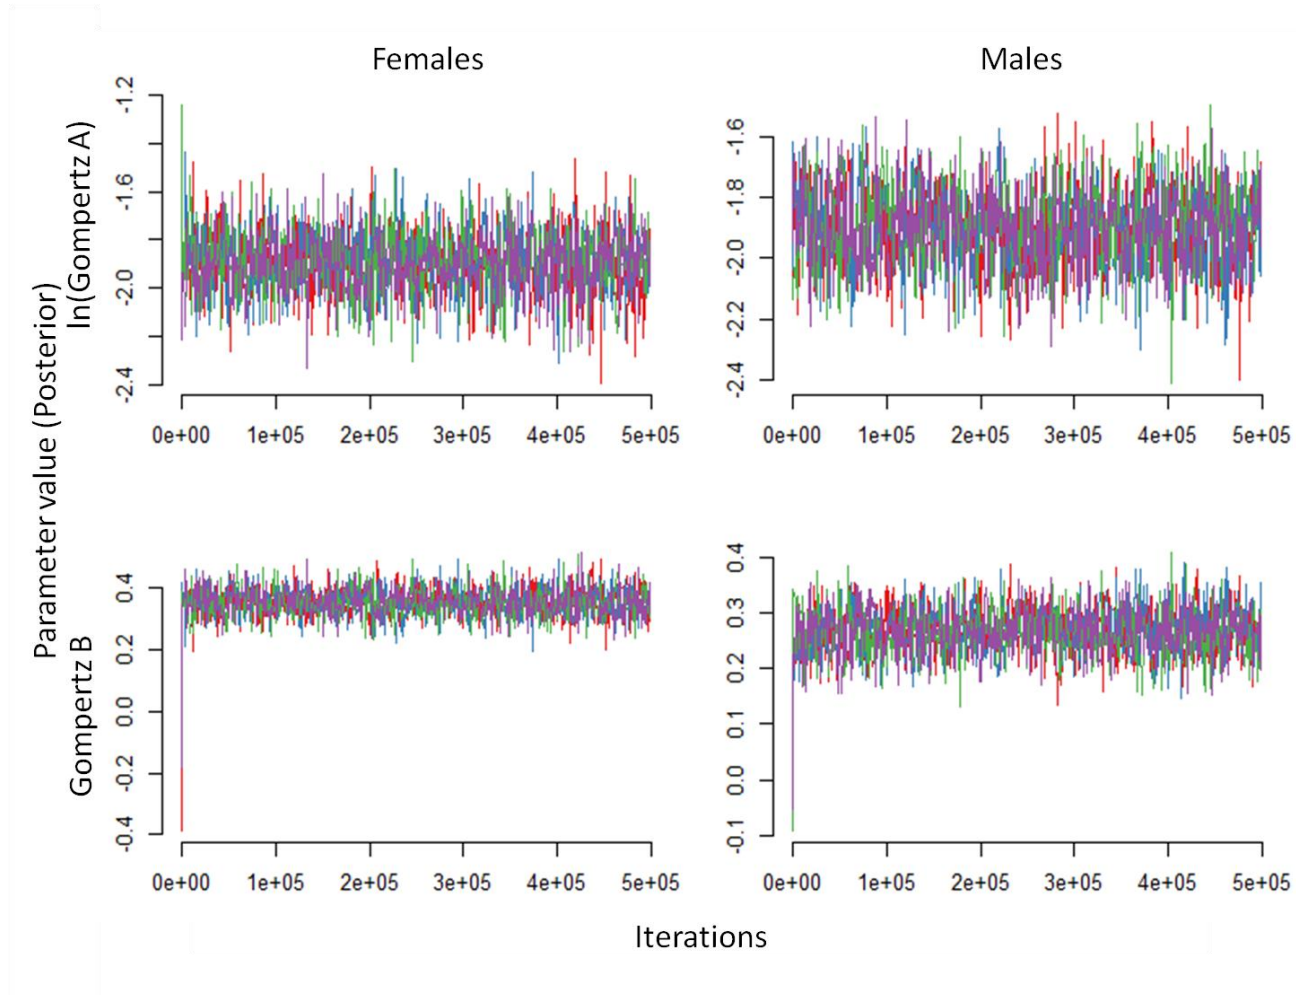 Females
Males
Parameter value (Posterior)
ln(Gompertz A)
-1.2
-1.6
-2.0
-2.4
0e+00 1e+05 2e+05 3e+05 4e+05 5e+05
-1.6
-1.8
-2.0
-2.2
-2.4
0e+00 1e+05 2e+05 3e+05 4e+05 5e+05
Gompertz B
0.4
0.2
0.0
-0.2
-0.4
0e+00 1e+05 2e+05 3e+05 4e+05 5e+05
0.4
0.3
0.2
0.1
0.0
-0.1
0e+00 1e+05 2e+05 3e+05 4e+05 5e+05
Iterations